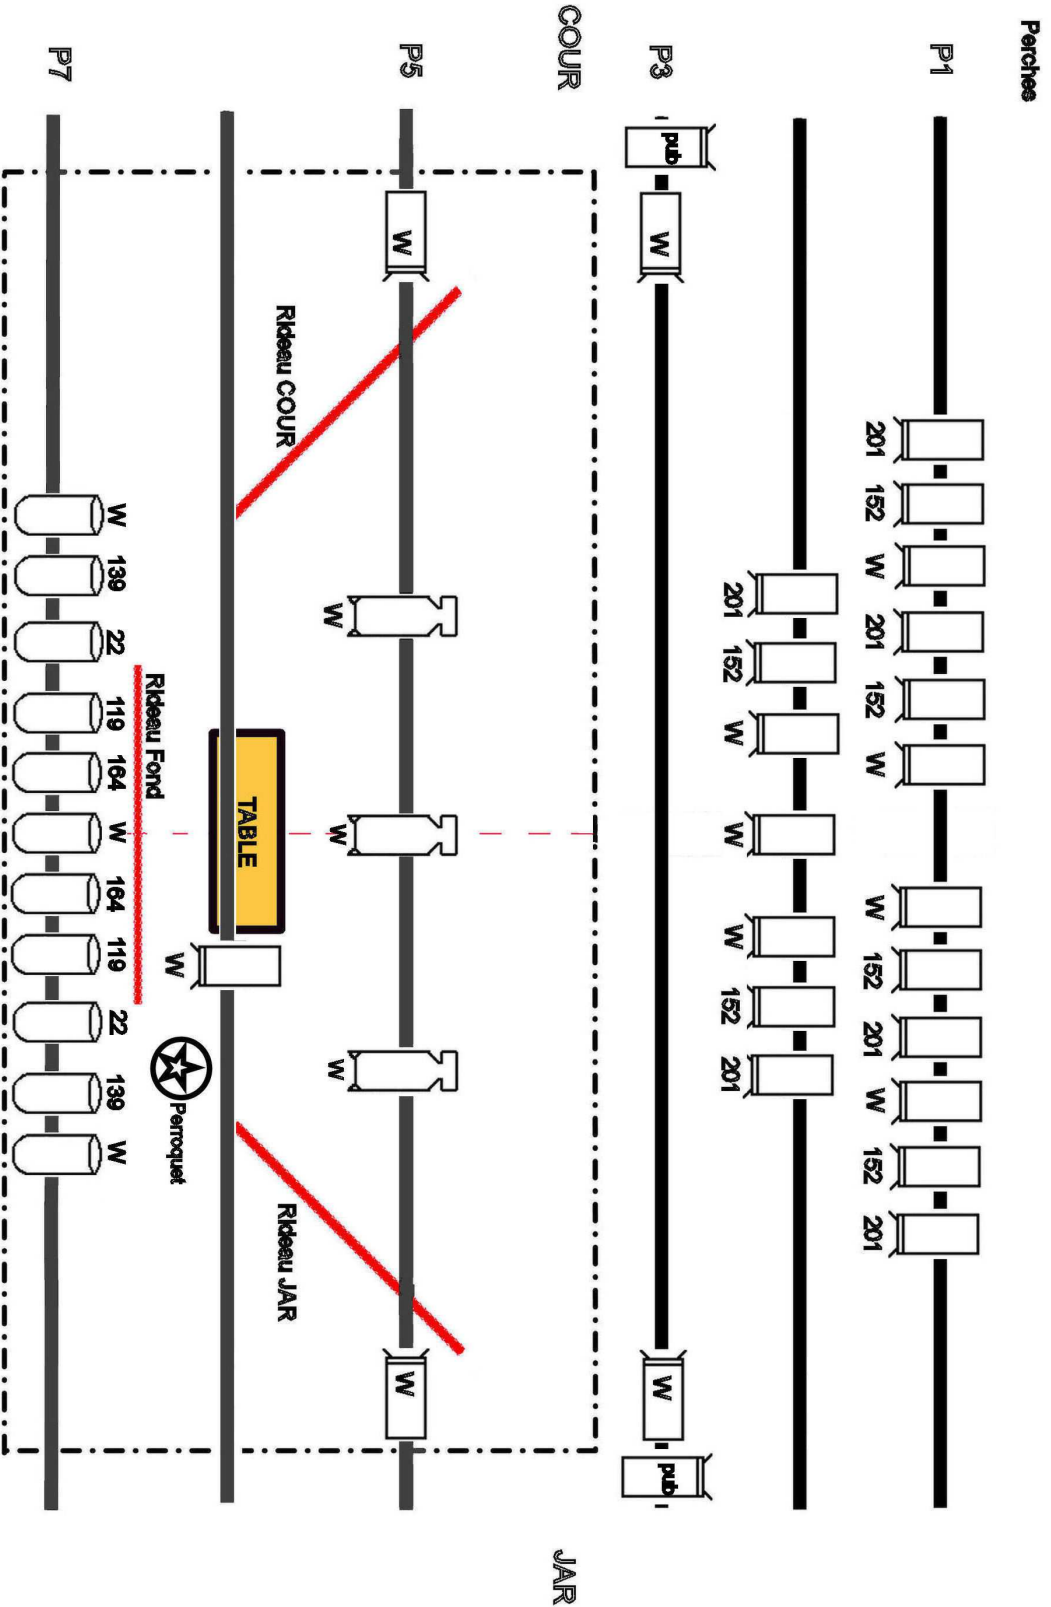 Perches
P1
201 152 W 201 152 W W 152 201 W 152 201
201 152 W W W 152 201
P3 pub W W pub
COUR JAR
P5 W W
W W W
Rideau COUR Rideau JAR
TABLE
W
Perroquet
Rideau Fond
W 139 22 119 164 W 164 119 22 139 W
P7